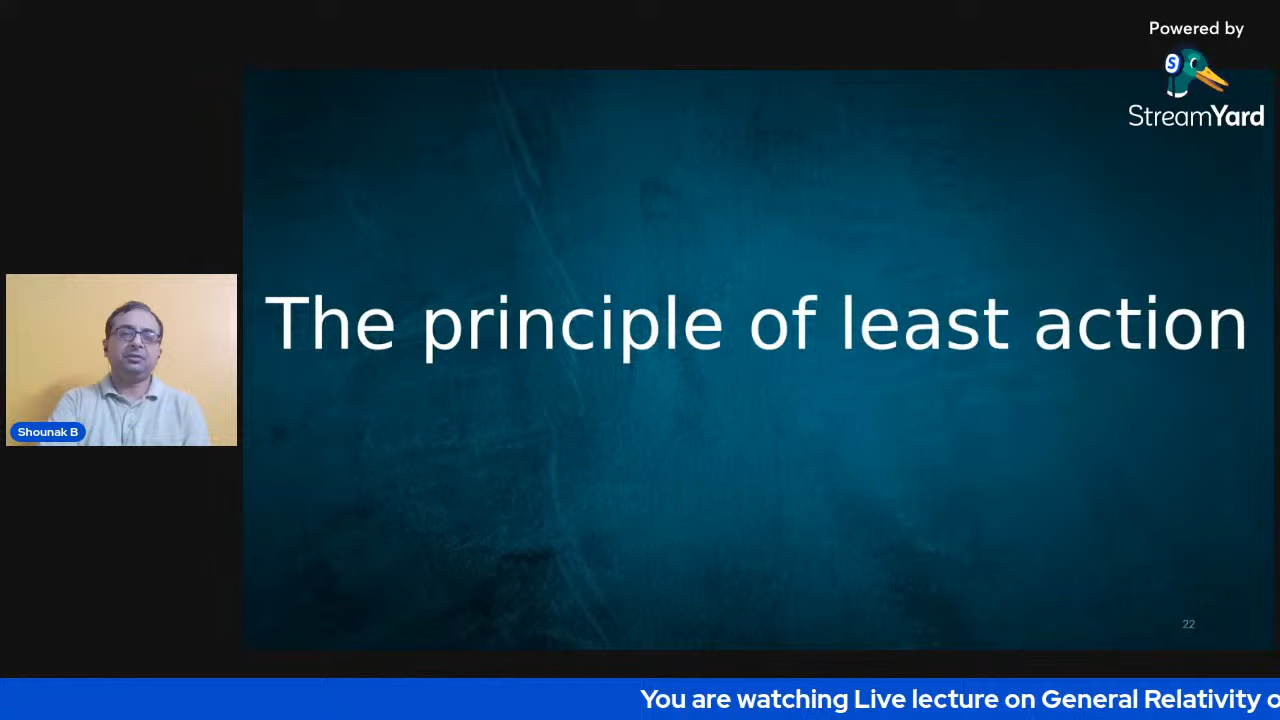 Powered by
StreamYard
The principle of least action
Shounak B
22
You are watching Live lecture on General Relativity o